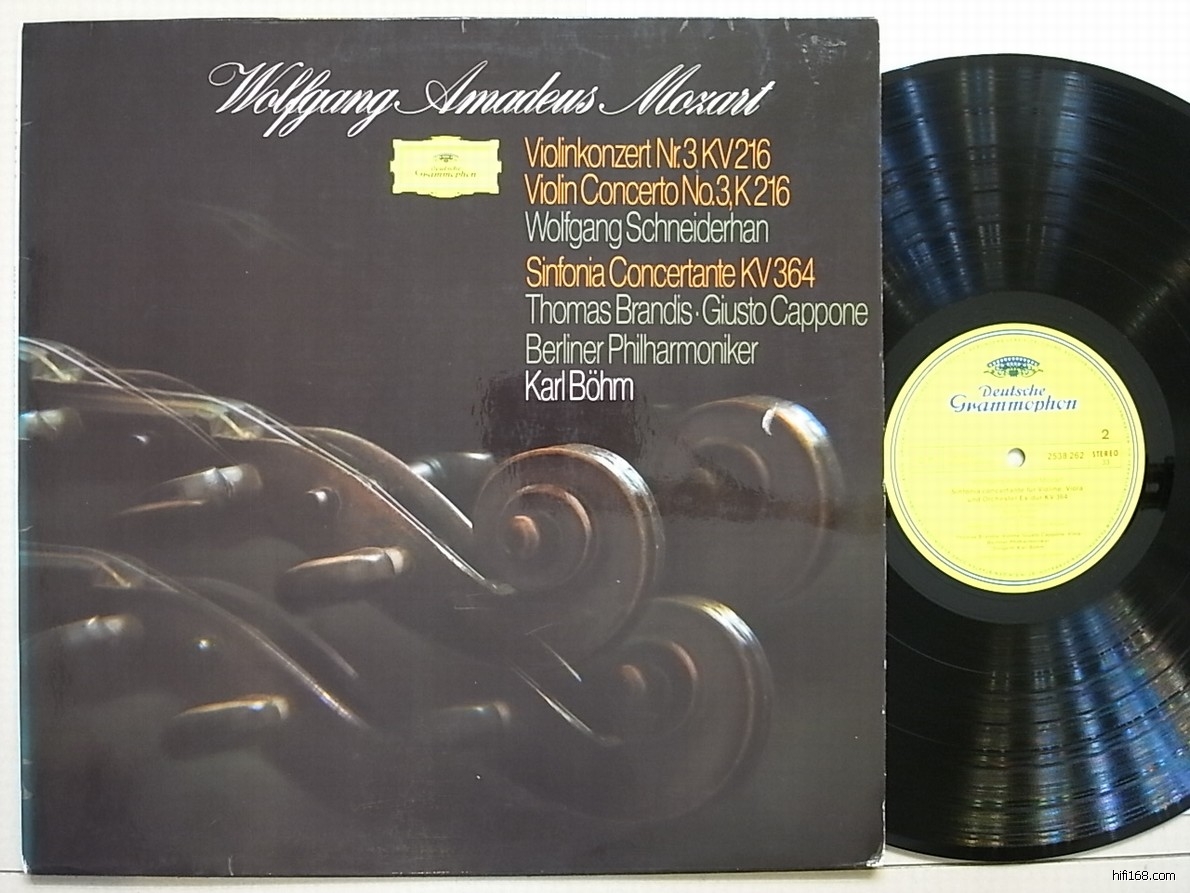 Wolfgang Amadeus Mozart
Deutsche
Grammophon
Violinkonzert Nr.3 KV 216
Violin Concerto No.3, K 216
Wolfgang Schneiderhan
Sinfonia Concertante KV 364
Thomas Brandis · Giusto Cappone
Berliner Philharmoniker
Karl Böhm
Deutsche
Grammophon
2
2538 262 STEREO
33
hifi168.com